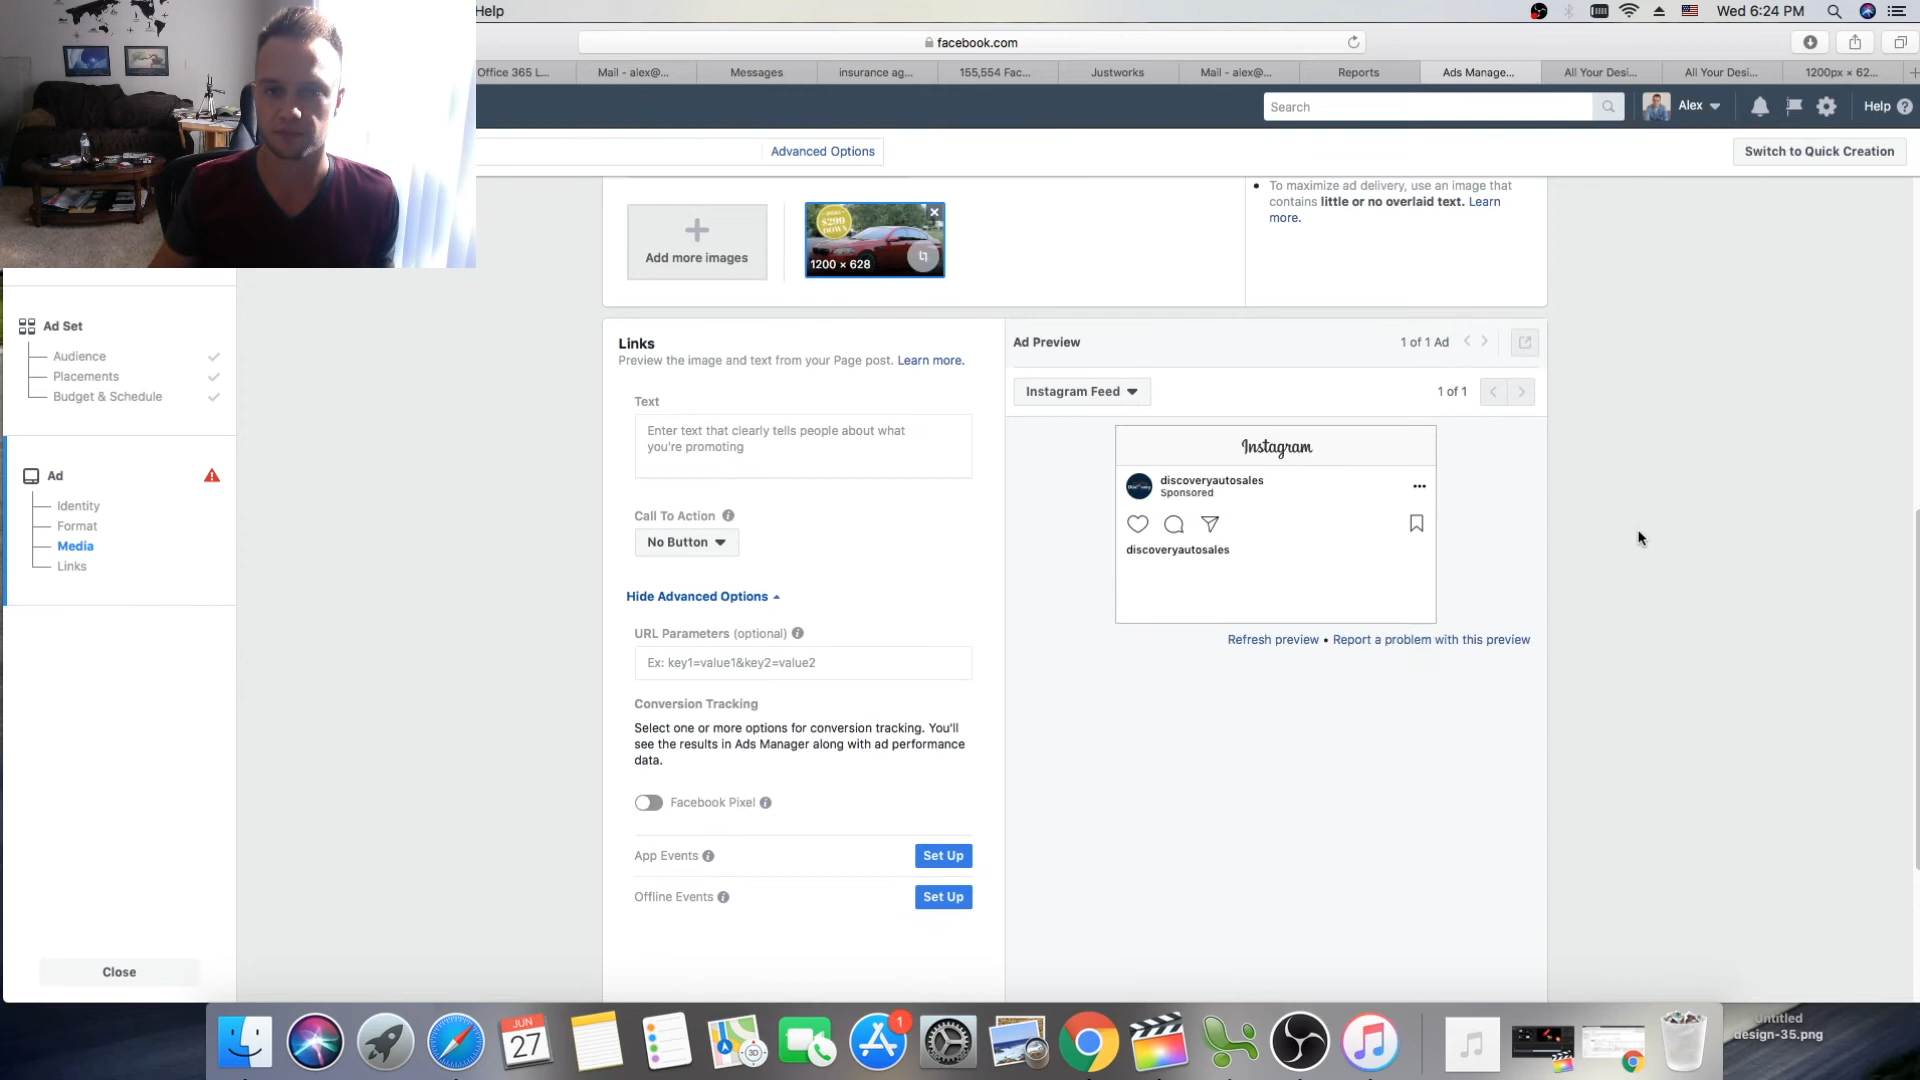 Help
Wed 6:24 PM
facebook.com
Office 365 L...
Mail - alex@...
Messages
insurance ag...
155,554 Fac...
Justworks
Mail - alex@...
Reports
Ads Manage...
All Your Desi...
All Your Desi...
1200px × 62...
Search
Alex
Help
Advanced Options
Switch to Quick Creation
Add more images
$299
DOWN
1200 × 628
To maximize ad delivery, use an image that
contains little or no overlaid text. Learn
more.
Ad Set
Audience
Placements
Budget & Schedule
Ad
Identity
Format
Media
Links
Close
Links
Preview the image and text from your Page post. Learn more.
Text
Enter text that clearly tells people about what
you're promoting
Call To Action
No Button
Hide Advanced Options
URL Parameters (optional)
Ex: key1=value1&key2=value2
Conversion Tracking
Select one or more options for conversion tracking. You'll
see the results in Ads Manager along with ad performance
data.
Facebook Pixel
App Events
Set Up
Offline Events
Set Up
Ad Preview
1 of 1 Ad
Instagram Feed
1 of 1
Instagram
discoveryautosales
Sponsored
discoveryautosales
Refresh preview • Report a problem with this preview
JUN
27
3D
1
Untitled
design-35.png